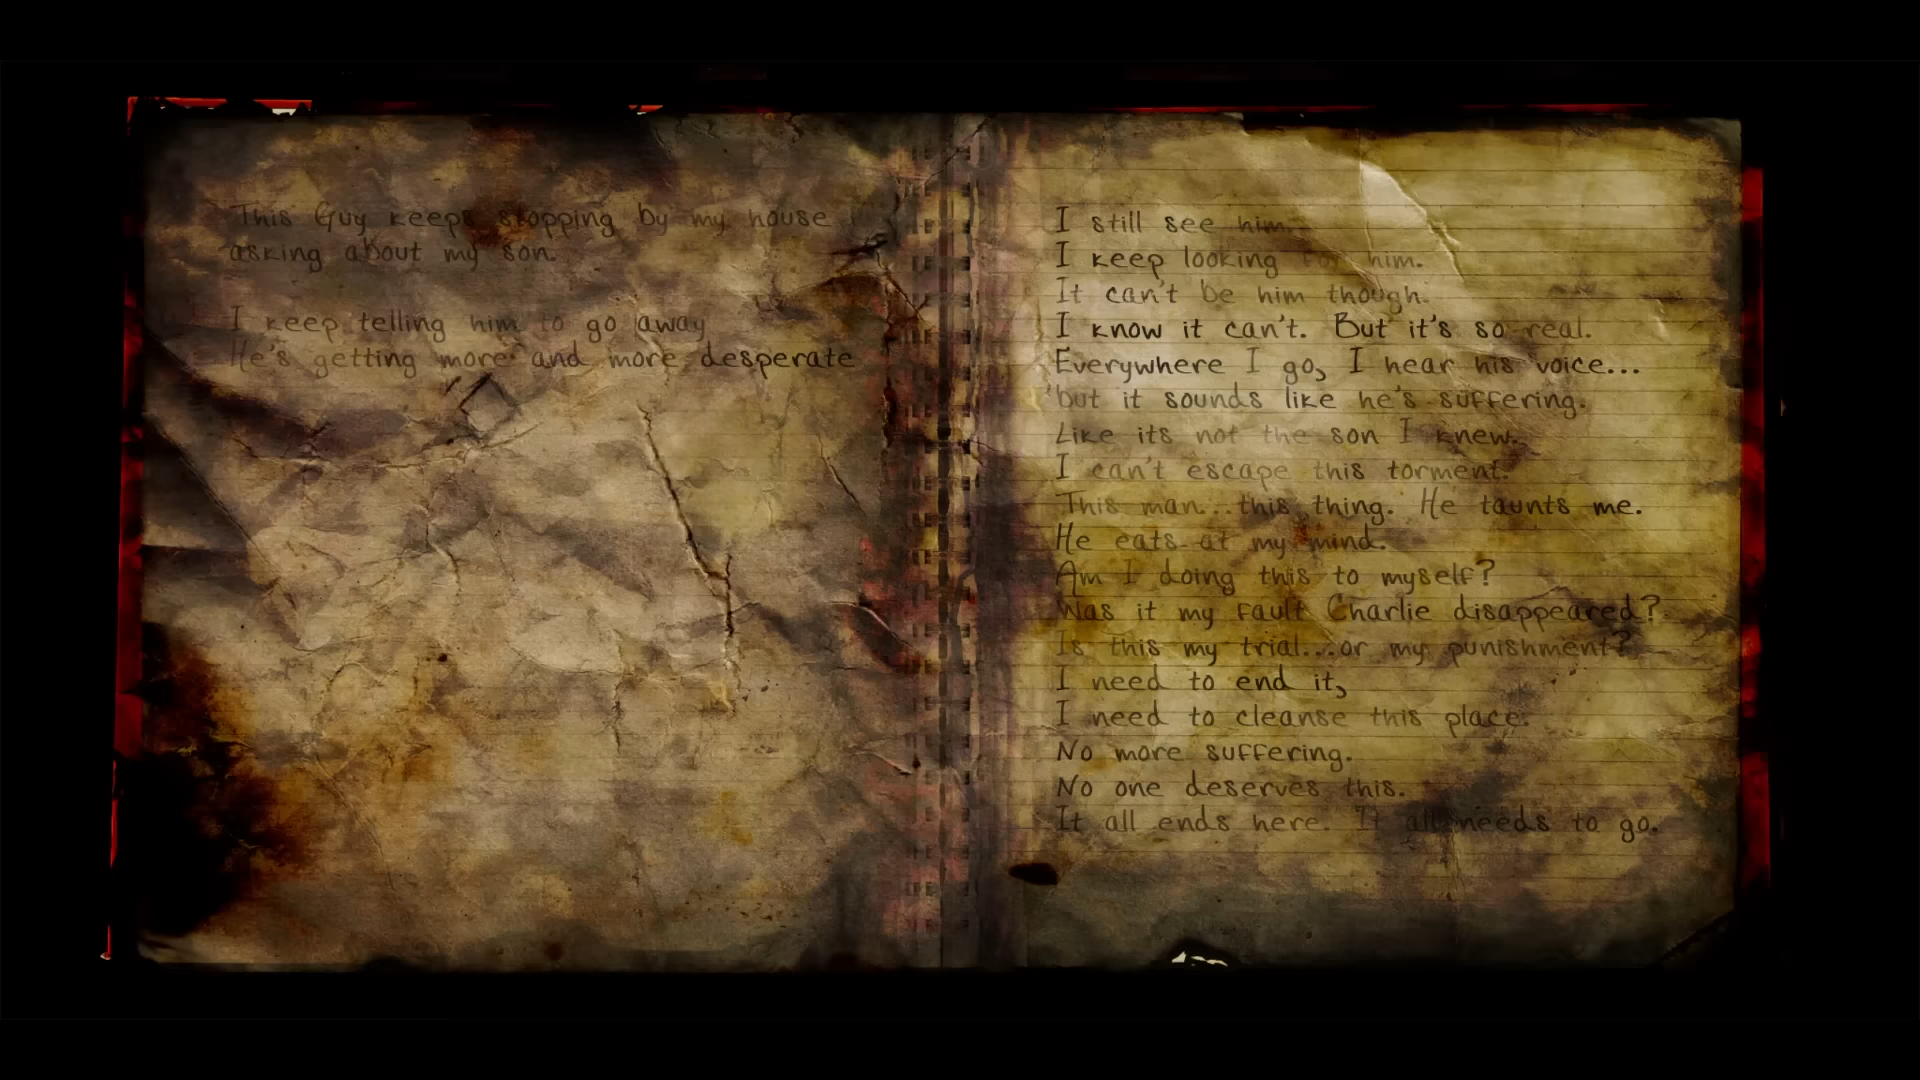 This Guy keeps stopping by my house
asking about my son.
I keep telling him to go away
He's getting more and more desperate
I still see him.
I keep looking for him.
It can't be him though.
I know it can't. But it's so real.
Everywhere I go, I hear his voice...
but it sounds like he's suffering.
Like its not the son I knew.
I can't escape this torment.
This man...this thing. He taunts me.
He eats at my mind.
Am I doing this to myself?
Was it my fault Charlie disappeared?
Is this my trial...or my punishment?
I need to end it,
I need to cleanse this place.
No more suffering.
No one deserves this.
It all ends here. It all needs to go.